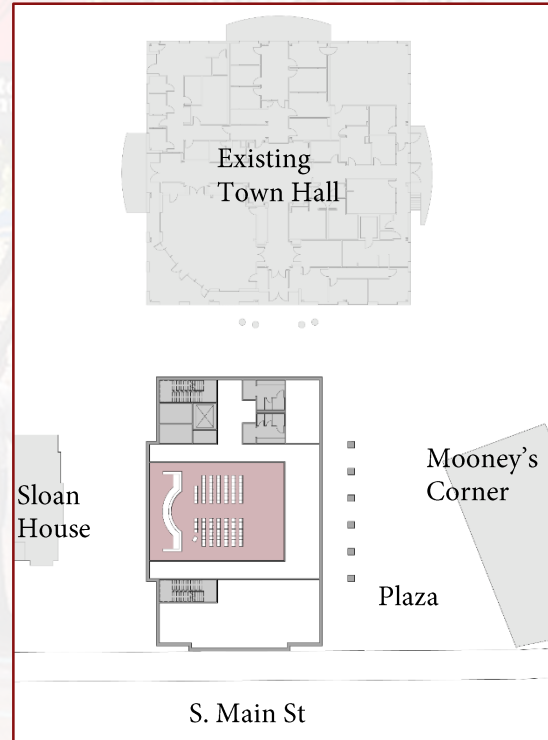 Existing
Town Hall
Sloan
House
Mooney's
Corner
Plaza
S. Main St